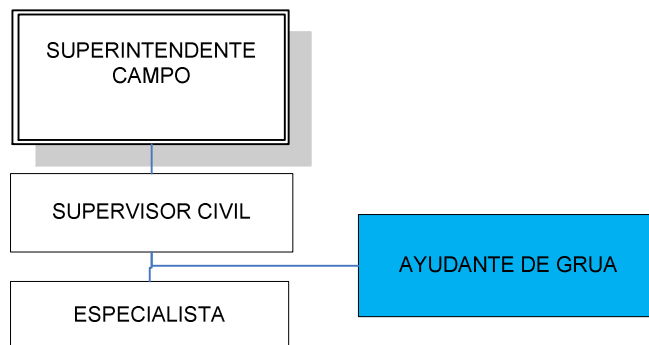 SUPERINTENDENTE
CAMPO
SUPERVISOR CIVIL
AYUDANTE DE GRUA
ESPECIALISTA